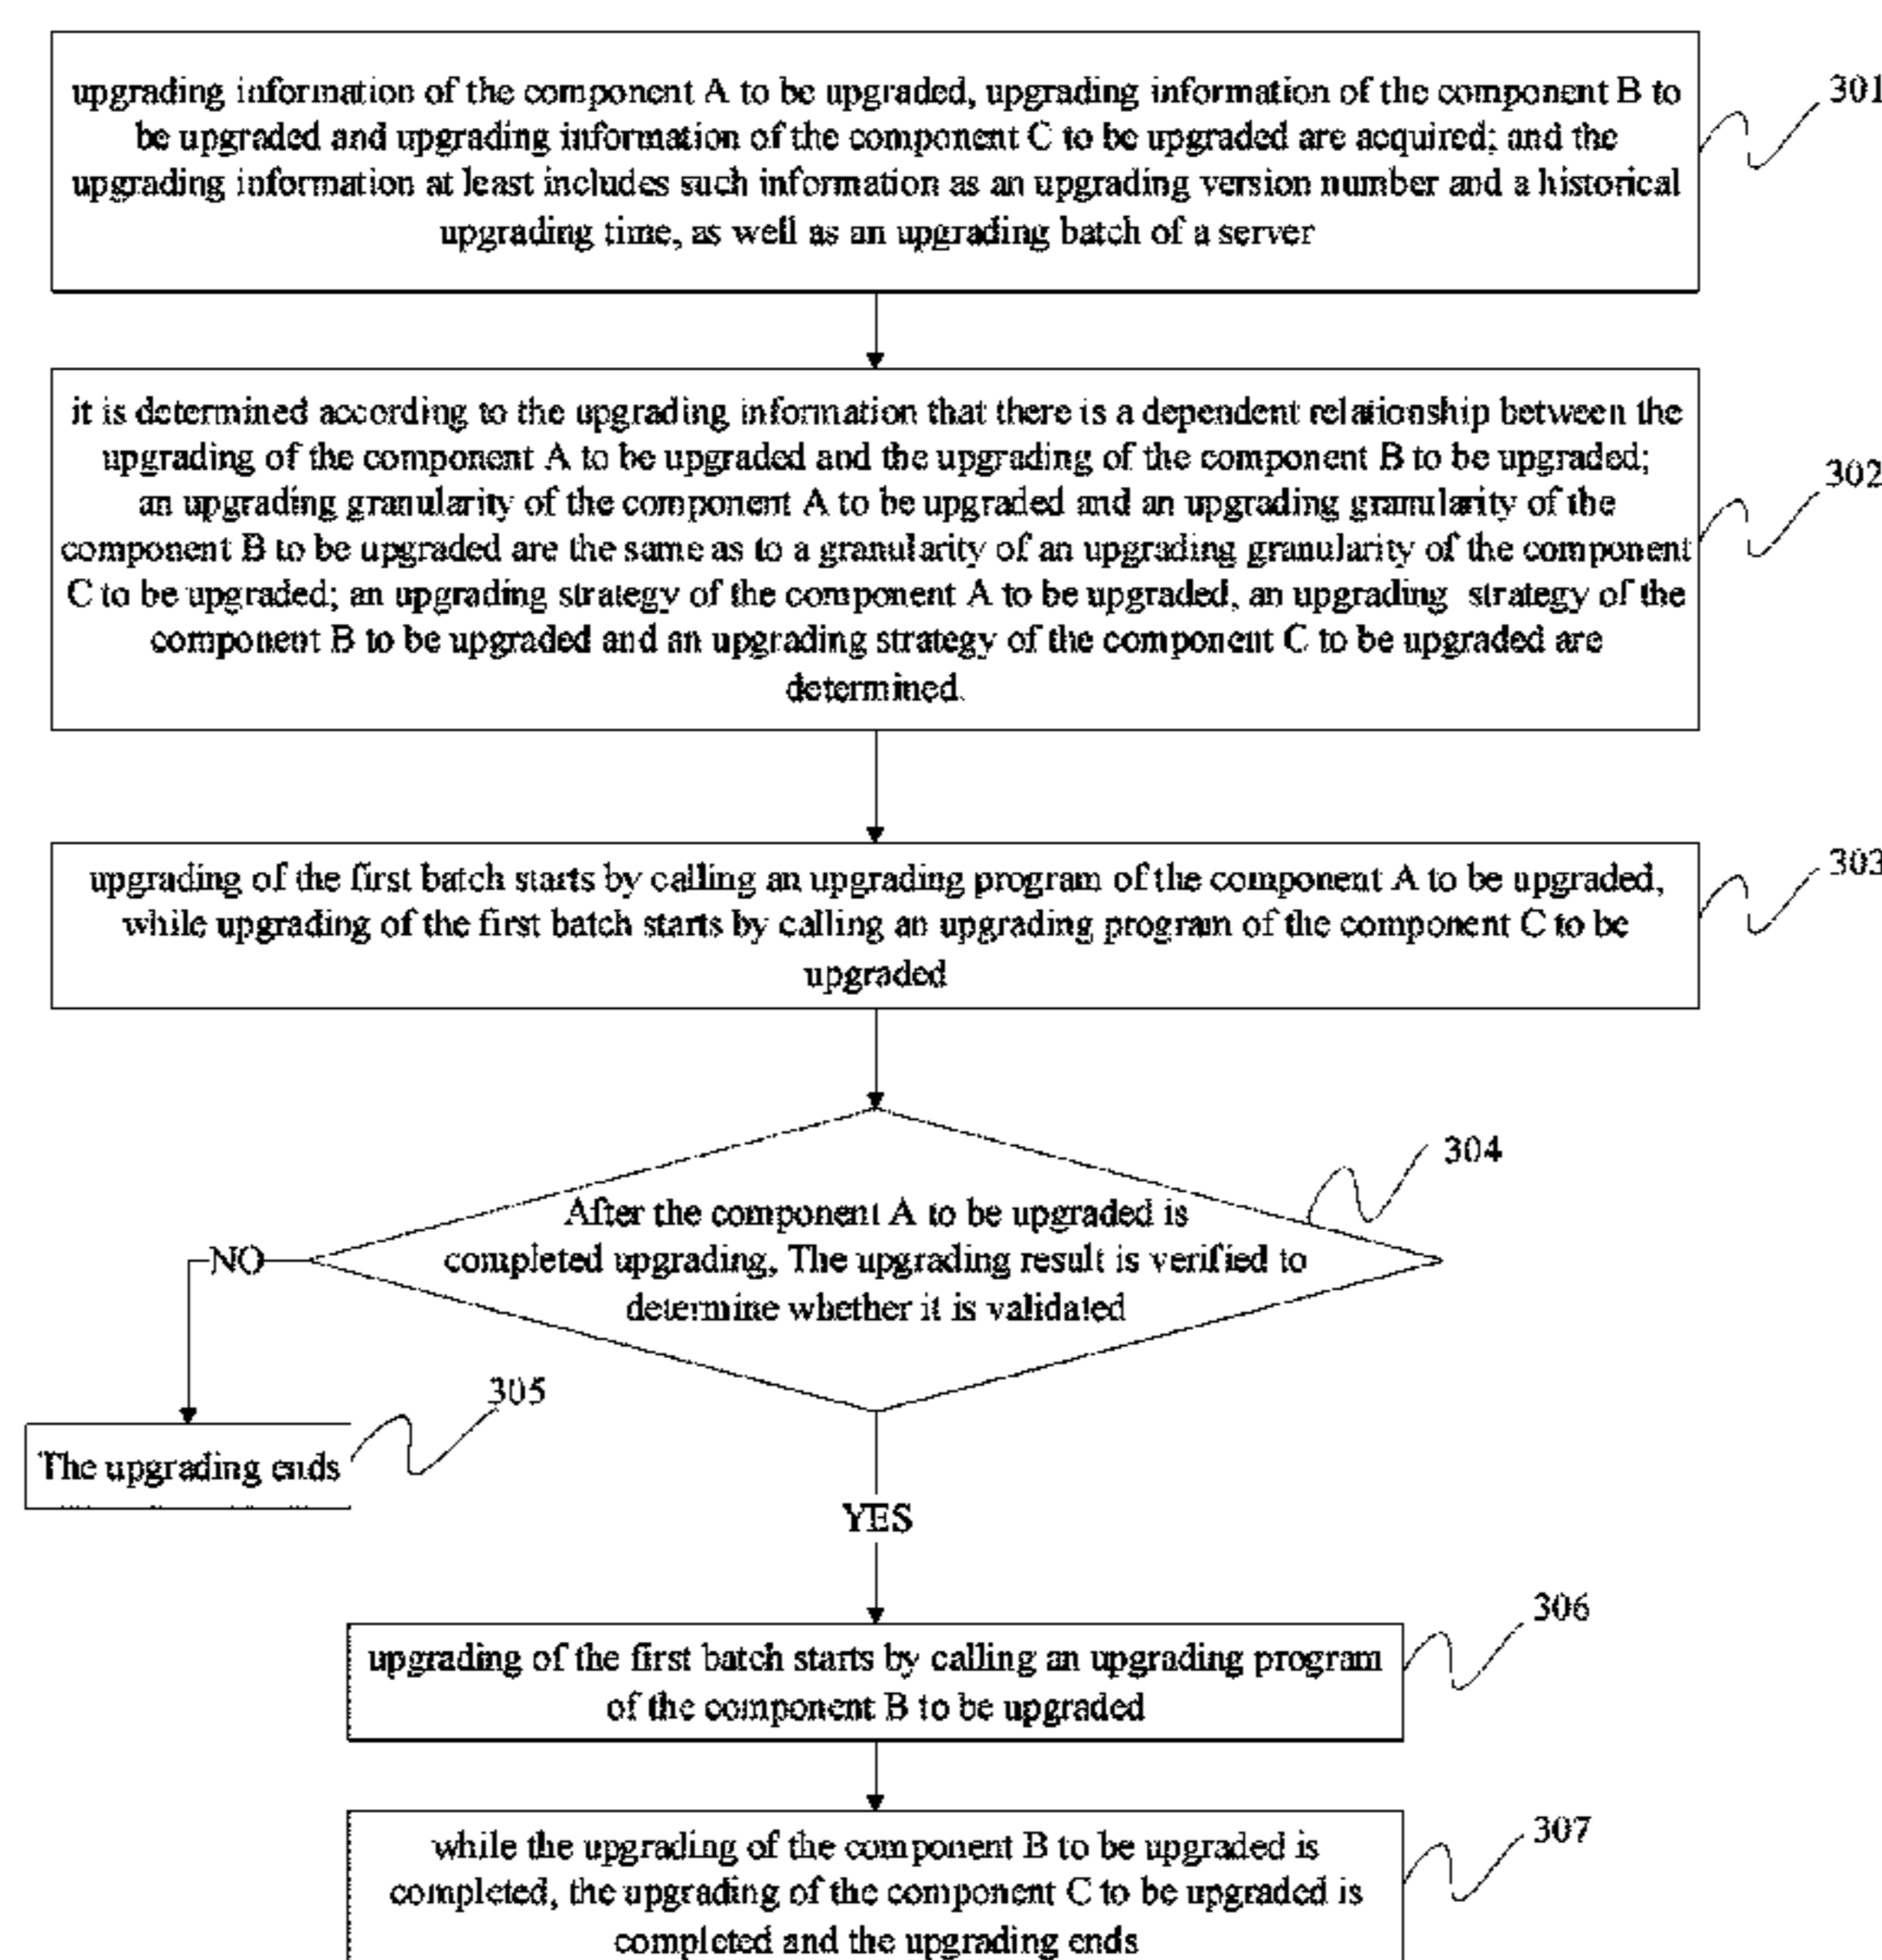 upgrading information of the component A to be upgraded, upgrading information of the component B to
be upgraded and upgrading information of the component C to be upgraded are acquired; and the
upgrading information at least includes such information as an upgrading version number and a historical
upgrading time, as well as an upgrading batch of a server
301
it is determined according to the upgrading information that there is a dependent relationship between the
upgrading of the component A to be upgraded and the upgrading of the component B to be upgraded;
an upgrading granularity of the component A to be upgraded and an upgrading granularity of the
component B to be upgraded are the same as to a granularity of an upgrading granularity of the component
C to be upgraded; an upgrading strategy of the component A to be upgraded, an upgrading strategy of the
component B to be upgraded and an upgrading strategy of the component C to be upgraded are
determined.
302
upgrading of the first batch starts by calling an upgrading program of the component A to be upgraded,
while upgrading of the first batch starts by calling an upgrading program of the component C to be
upgraded
303
After the component A to be upgraded is
completed upgrading, The upgrading result is verified to
determine whether it is validated
304
NO
The upgrading ends
305
YES
upgrading of the first batch starts by calling an upgrading program
of the component B to be upgraded
306
while the upgrading of the component B to be upgraded is
completed, the upgrading of the component C to be upgraded is
completed and the upgrading ends
307